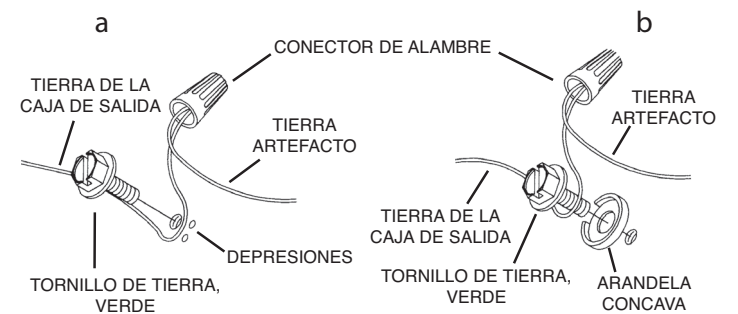 a
b
CONECTOR DE ALAMBRE
TIERRA DE LA
CAJA DE SALIDA
TIERRA
ARTEFACTO
DEPRESIONES
TORNILLO DE TIERRA,
VERDE
TIERRA
ARTEFACTO
TIERRA DE LA
CAJA DE SALIDA
TORNILLO DE TIERRA,
VERDE
ARANDELA
CONCAVA